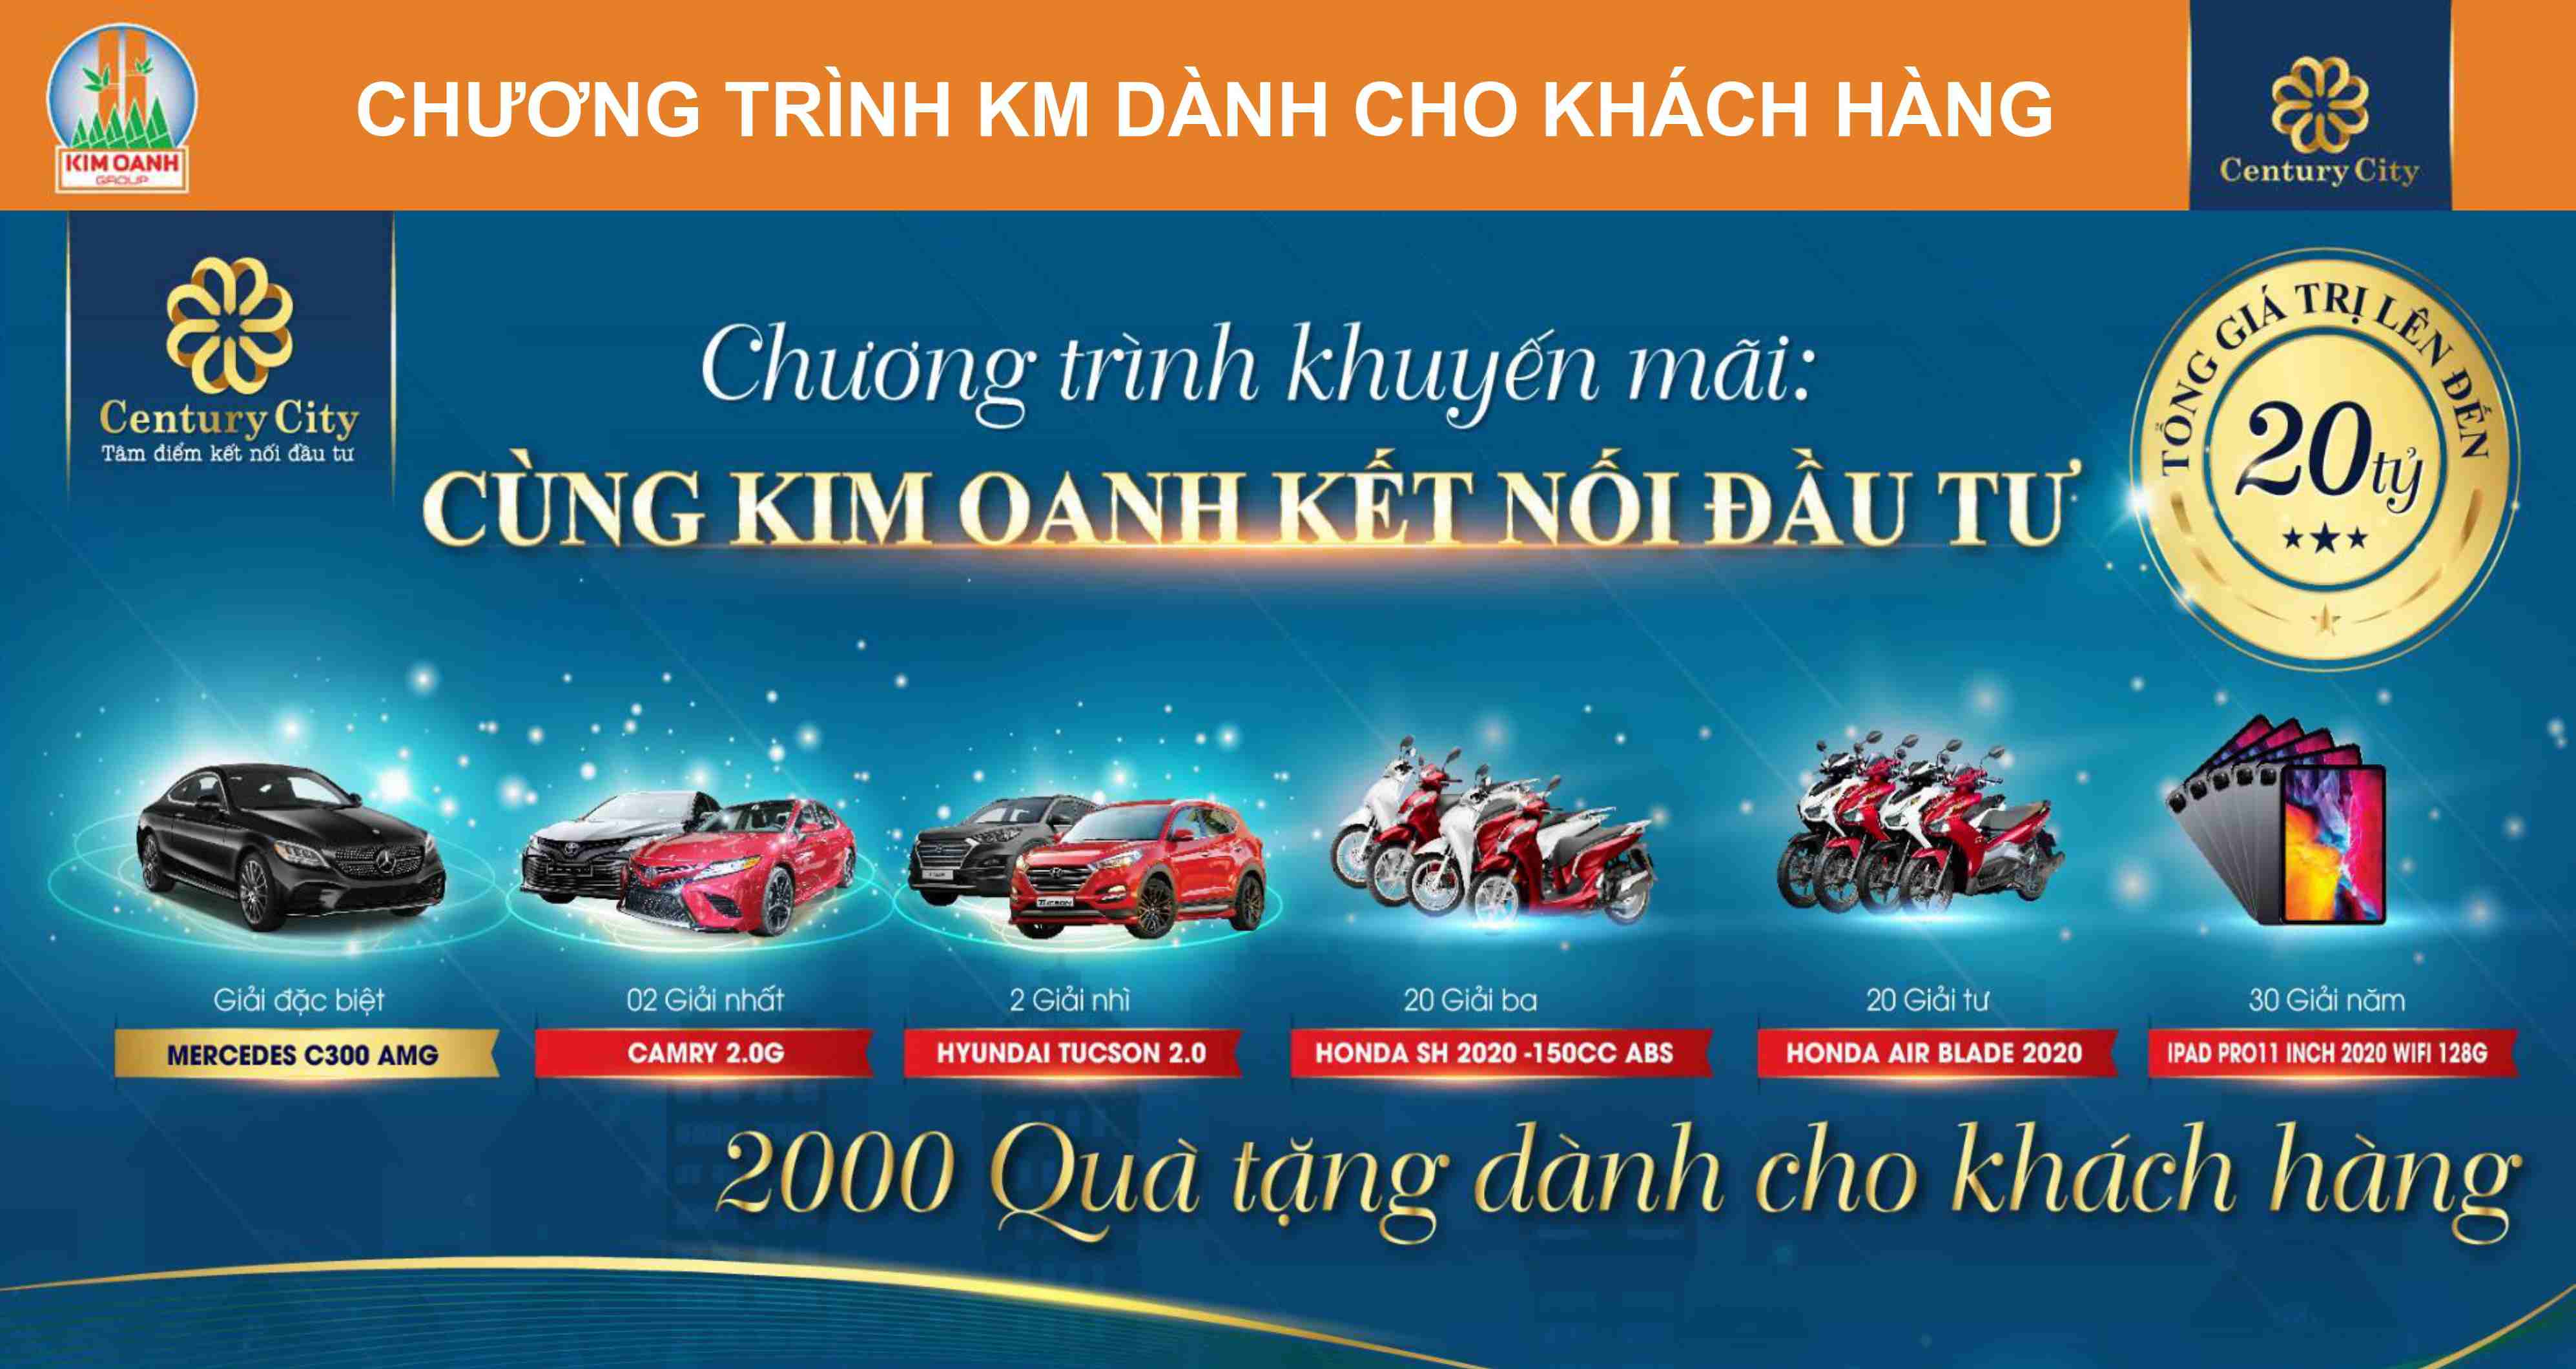 KIM OANH
GROUP
CHƯƠNG TRÌNH KM DÀNH CHO KHÁCH HÀNG
Century City
Century City
Tâm điểm kết nối đầu tư
Chương trình khuyến mãi:
CÙNG KIM OANH KẾT NỐI ĐẦU TƯ
TỔNG GIÁ TRỊ LÊN ĐẾN
20 tỷ
TUCSON
Giải đặc biệt
MERCEDES C300 AMG
02 Giải nhất
CAMRY 2.0G
2 Giải nhì
HYUNDAI TUCSON 2.0
20 Giải ba
HONDA SH 2020 -150CC ABS
20 Giải tư
HONDA AIR BLADE 2020
30 Giải năm
IPAD PRO11 INCH 2020 WIFI 128G
2000 Quà tặng dành cho khách hàng